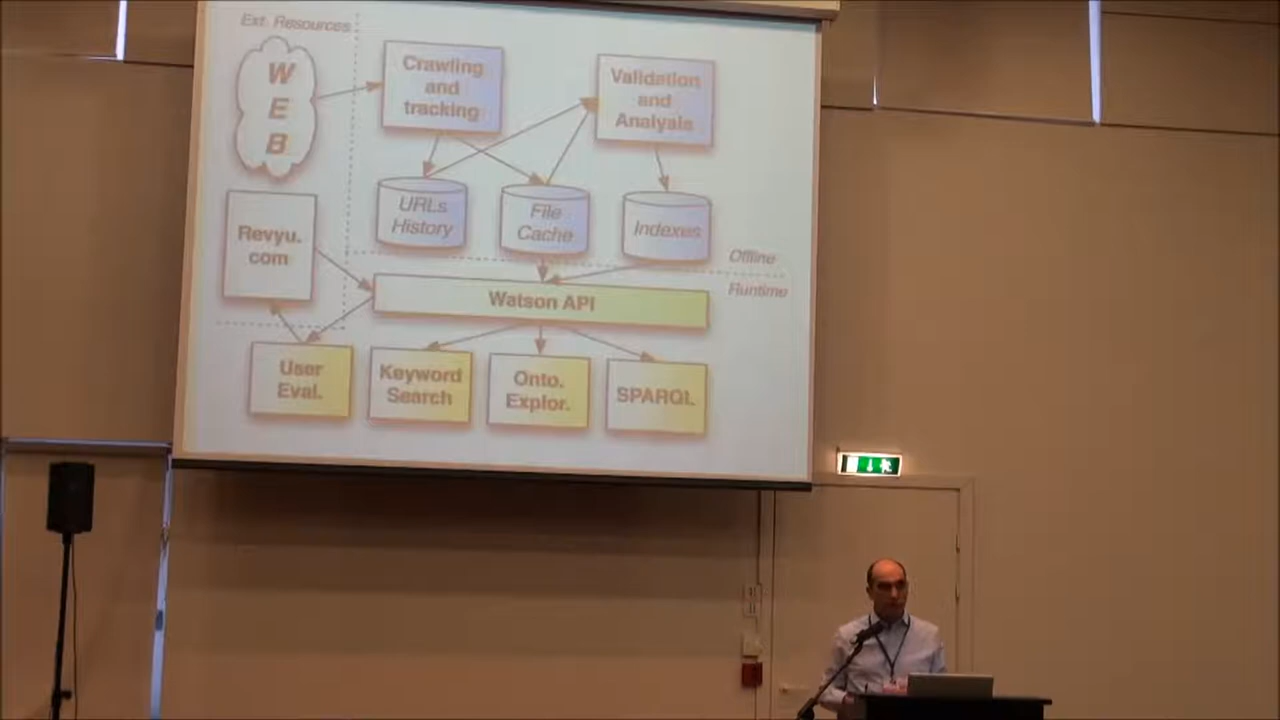 Ext. Resources
W
E
B
Crawling
and
tracking
Validation
and
Analysis
URLs
History
File
Cache
Indexes
Revyu.
com
Offline
Runtime
Watson API
User
Eval.
Keyword
Search
Onto.
Explor.
SPARQL